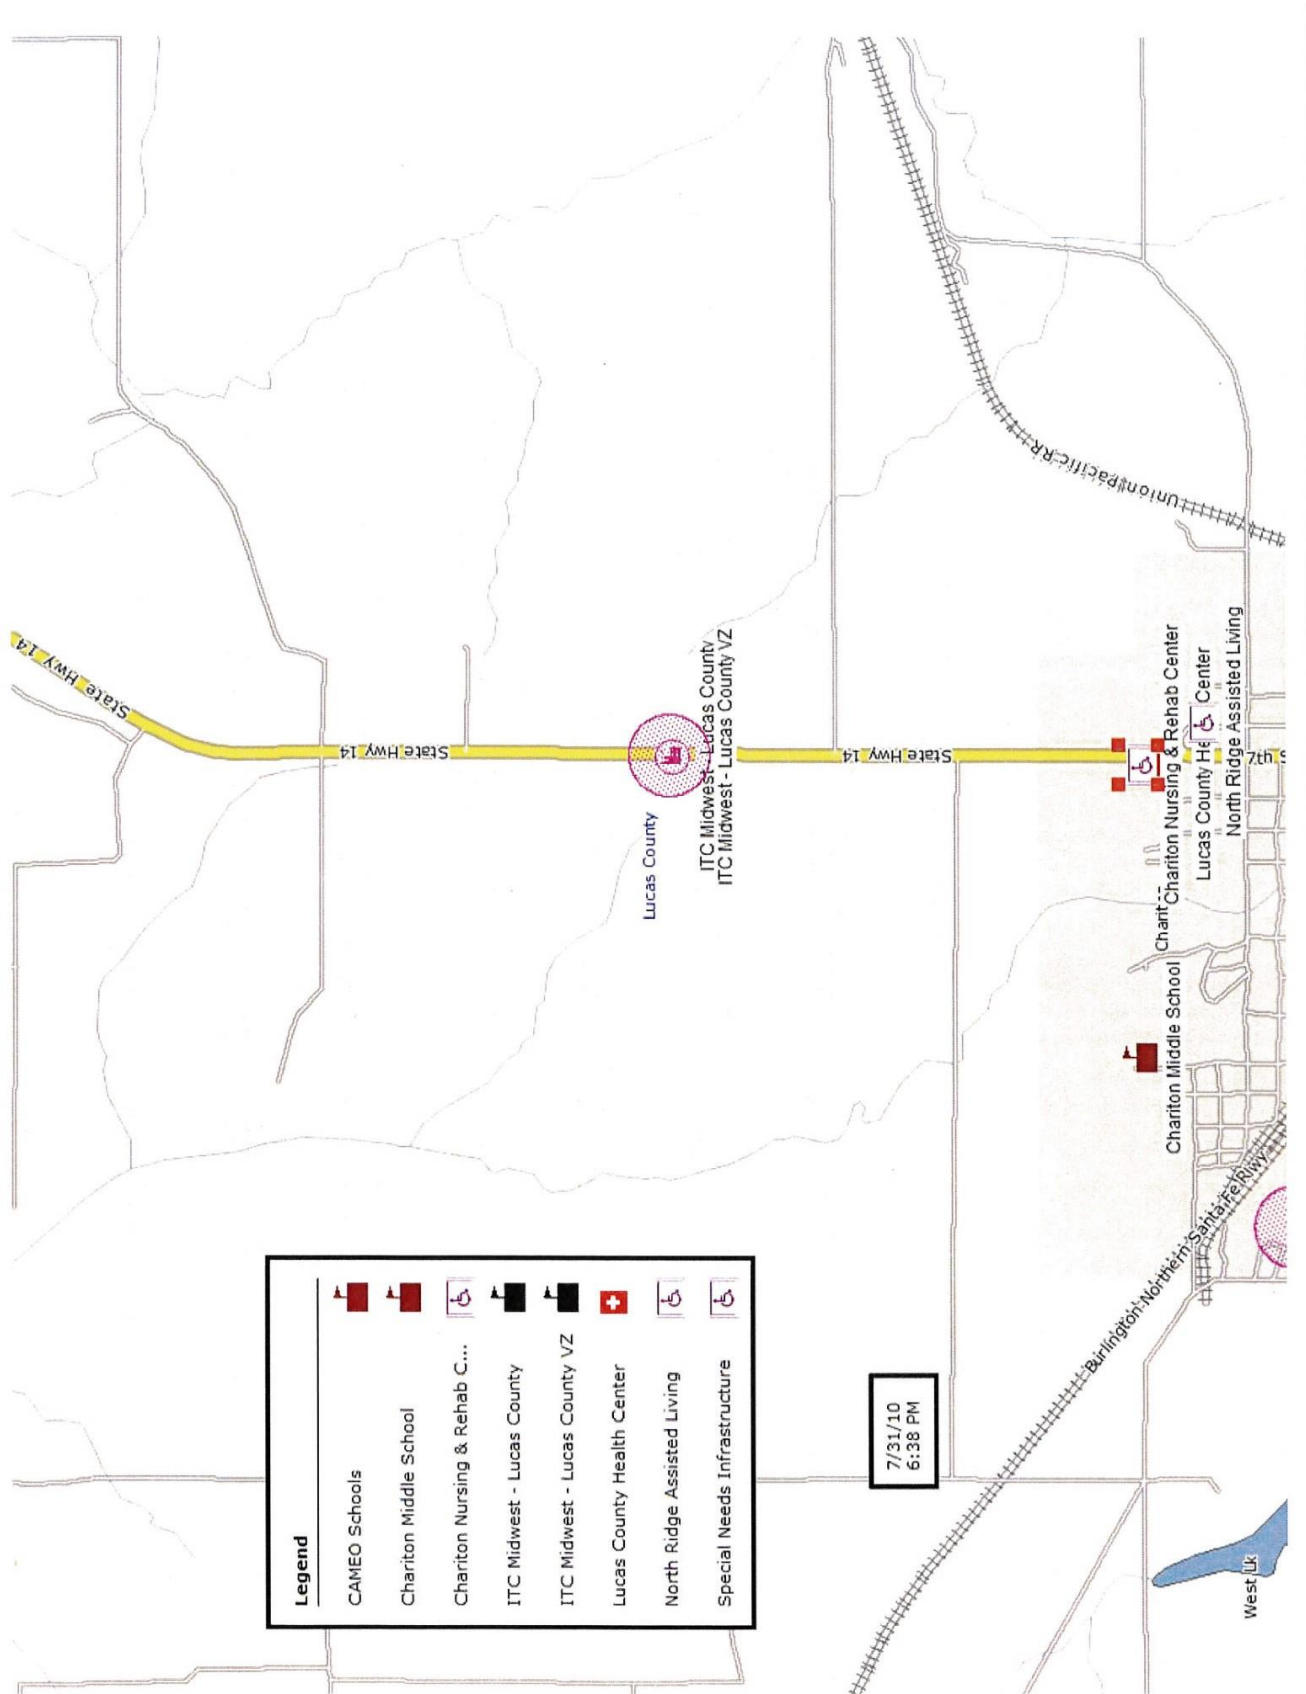 Legend
CAMEO Schools
Chariton Middle School
Chariton Nursing & Rehab C...
ITC Midwest - Lucas County
ITC Midwest - Lucas County VZ
Lucas County Health Center
North Ridge Assisted Living
Special Needs Infrastructure
7/31/10
6:38 PM
State Hwy 14
State Hwy 14
State Hwy 14
Lucas County
ITC Midwest - Lucas County
ITC Midwest - Lucas County VZ
Union Pacific RR
Charit...
Chariton Nursing & Rehab Center
Chariton Middle School
Lucas County He Center
North Ridge Assisted Living
7th S
Burlington Northern Santa Fe Rlwy
West Lk